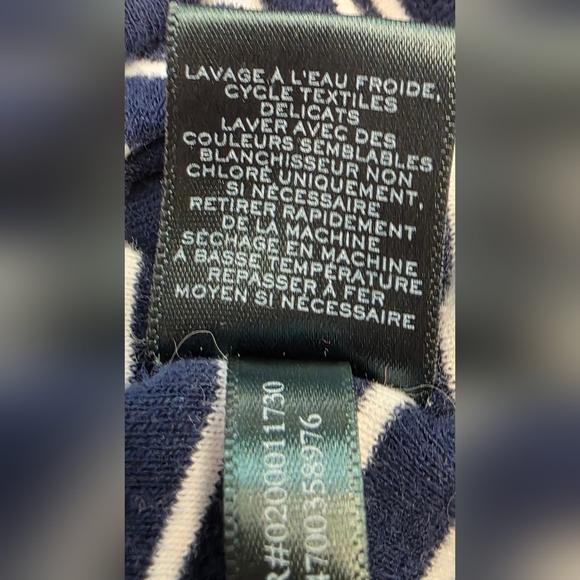 LAVAGE À L'EAU FROIDE,
CYCLE TEXTILES
DÉLICATS
LAVER AVEC DES
COULEURS SEMBLABLES
BLANCHISSEUR NON
CHLORÉ UNIQUEMENT,
SI NÉCESSAIRE
RETIRER RAPIDEMENT
DE LA MACHINE
SÉCHAGE EN MACHINE
À BASSE TEMPÉRATURE
REPASSER À FER
MOYEN SI NÉCESSAIRE
R#0200011730
4700358976